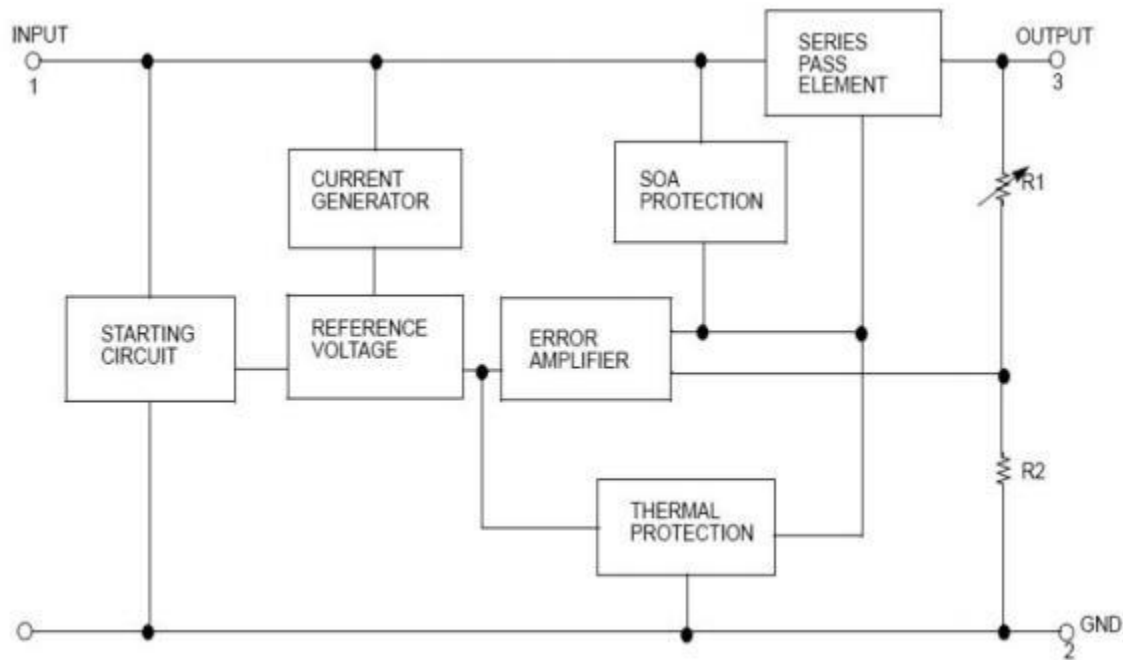 INPUT
1
SERIES
PASS
ELEMENT
OUTPUT
3
CURRENT
GENERATOR
SOA
PROTECTION
R1
STARTING
CIRCUIT
REFERENCE
VOLTAGE
ERROR
AMPLIFIER
R2
THERMAL
PROTECTION
GND
2